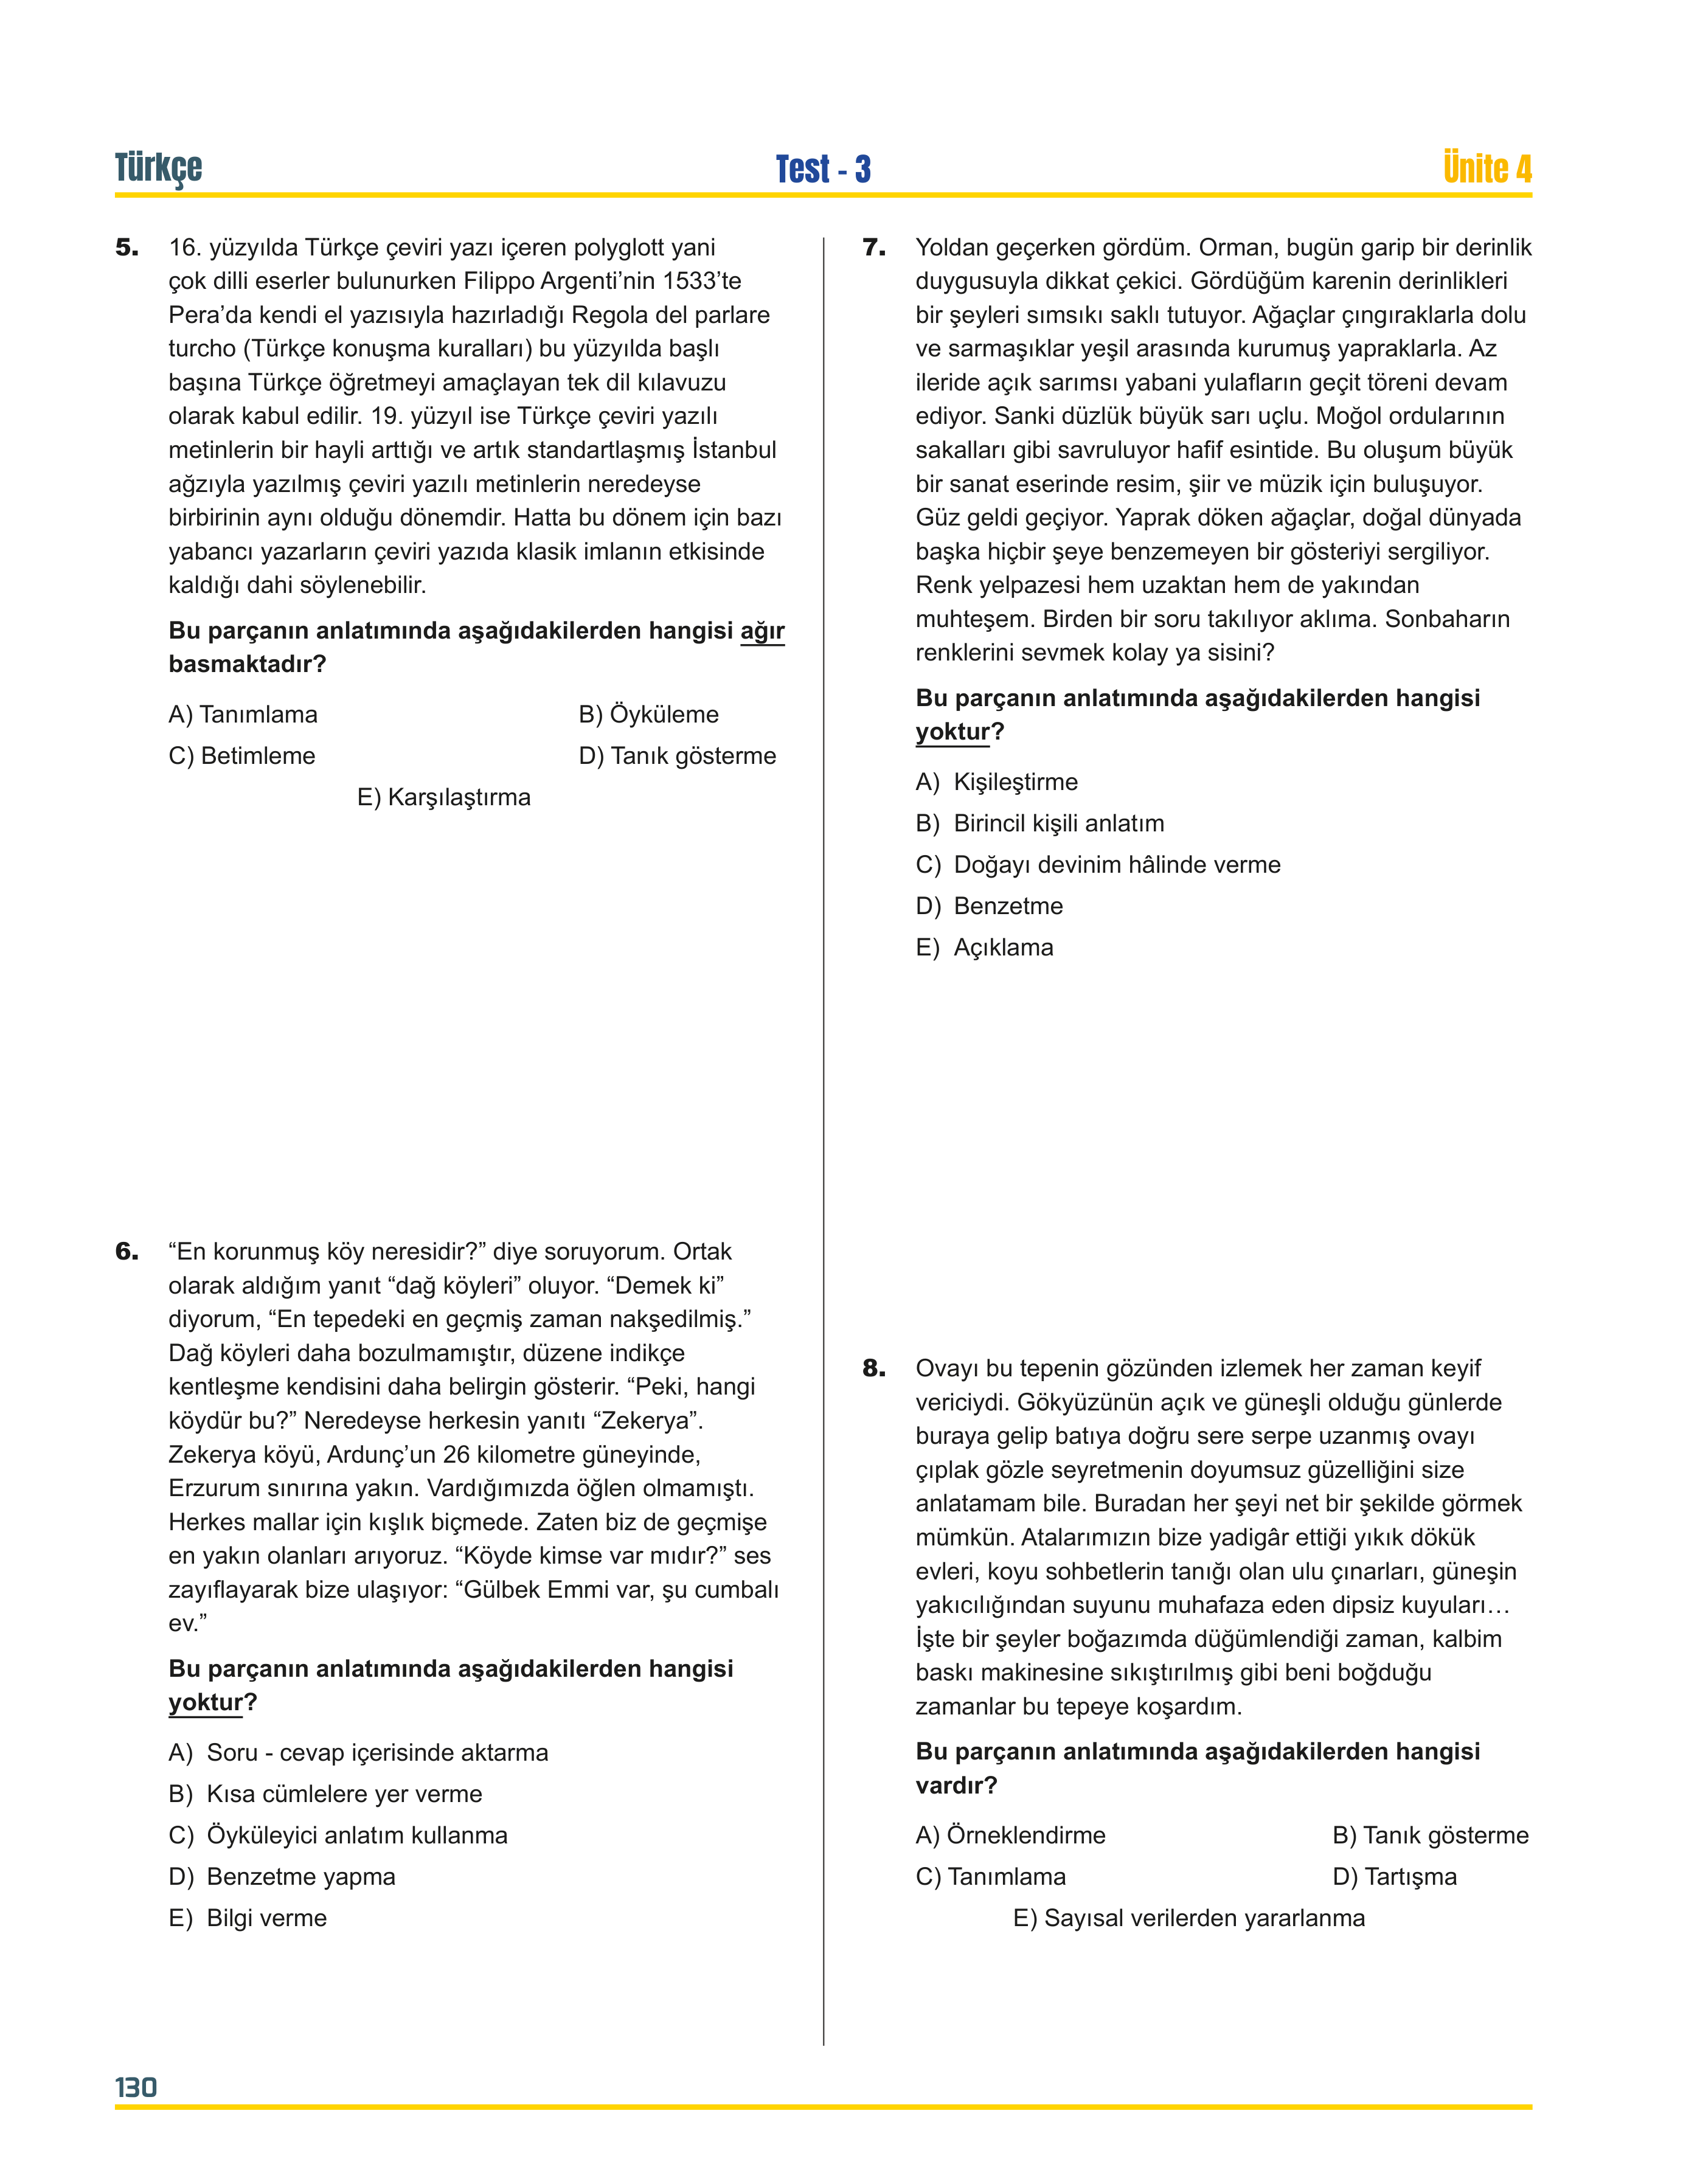 Türkçe
Test - 3
Ünite 4
5. 16. yüzyılda Türkçe çeviri yazı içeren polyglott yani
çok dilli eserler bulunurken Filippo Argenti’nin 1533’te
Pera’da kendi el yazısıyla hazırladığı Regola del parlare
turcho (Türkçe konuşma kuralları) bu yüzyılda başlı
başına Türkçe öğretmeyi amaçlayan tek dil kılavuzu
olarak kabul edilir. 19. yüzyıl ise Türkçe çeviri yazılı
metinlerin bir hayli arttığı ve artık standartlaşmış İstanbul
ağzıyla yazılmış çeviri yazılı metinlerin neredeyse
birbirinin aynı olduğu dönemdir. Hatta bu dönem için bazı
yabancı yazarların çeviri yazıda klasik imlanın etkisinde
kaldığı dahi söylenebilir.
Bu parçanın anlatımında aşağıdakilerden hangisi ağır
basmaktadır?
A) Tanımlama B) Öyküleme
C) Betimleme D) Tanık gösterme
E) Karşılaştırma
6. “En korunmuş köy neresidir?” diye soruyorum. Ortak
olarak aldığım yanıt “dağ köyleri” oluyor. “Demek ki”
diyorum, “En tepedeki en geçmiş zaman nakşedilmiş.”
Dağ köyleri daha bozulmamıştır, düzene indikçe
kentleşme kendisini daha belirgin gösterir. “Peki, hangi
köydür bu?” Neredeyse herkesin yanıtı “Zekerya”.
Zekerya köyü, Ardunç’un 26 kilometre güneyinde,
Erzurum sınırına yakın. Vardığımızda öğlen olmamıştı.
Herkes mallar için kışlık biçmede. Zaten biz de geçmişe
en yakın olanları arıyoruz. “Köyde kimse var mıdır?” ses
zayıflayarak bize ulaşıyor: “Gülbek Emmi var, şu cumbalı
ev.”
Bu parçanın anlatımında aşağıdakilerden hangisi
yoktur?
A) Soru - cevap içerisinde aktarma
B) Kısa cümlelere yer verme
C) Öyküleyici anlatım kullanma
D) Benzetme yapma
E) Bilgi verme
7. Yoldan geçerken gördüm. Orman, bugün garip bir derinlik
duygusuyla dikkat çekici. Gördüğüm karenin derinlikleri
bir şeyleri sımsıkı saklı tutuyor. Ağaçlar çıngıraklarla dolu
ve sarmaşıklar yeşil arasında kurumuş yapraklarla. Az
ileride açık sarımsı yabani yulafların geçit töreni devam
ediyor. Sanki düzlük büyük sarı uçlu. Moğol ordularının
sakalları gibi savruluyor hafif esintide. Bu oluşum büyük
bir sanat eserinde resim, şiir ve müzik için buluşuyor.
Güz geldi geçiyor. Yaprak döken ağaçlar, doğal dünyada
başka hiçbir şeye benzemeyen bir gösteriyi sergiliyor.
Renk yelpazesi hem uzaktan hem de yakından
muhteşem. Birden bir soru takılıyor aklıma. Sonbaharın
renklerini sevmek kolay ya sisini?
Bu parçanın anlatımında aşağıdakilerden hangisi
yoktur?
A) Kişileştirme
B) Birincil kişili anlatım
C) Doğayı devinim hâlinde verme
D) Benzetme
E) Açıklama
8. Ovayı bu tepenin gözünden izlemek her zaman keyif
vericiydi. Gökyüzünün açık ve güneşli olduğu günlerde
buraya gelip batıya doğru sere serpe uzanmış ovayı
çıplak gözle seyretmenin doyumsuz güzelliğini size
anlatamam bile. Buradan her şeyi net bir şekilde görmek
mümkün. Atalarımızın bize yadigâr ettiği yıkık dökük
evleri, koyu sohbetlerin tanığı olan ulu çınarları, güneşin
yakıcılığından suyunu muhafaza eden dipsiz kuyuları…
İşte bir şeyler boğazımda düğümlendiği zaman, kalbim
baskı makinesine sıkıştırılmış gibi beni boğduğu
zamanlar bu tepeye koşardım.
Bu parçanın anlatımında aşağıdakilerden hangisi
vardır?
A) Örneklendirme B) Tanık gösterme
C) Tanımlama D) Tartışma
E) Sayısal verilerden yararlanma
130